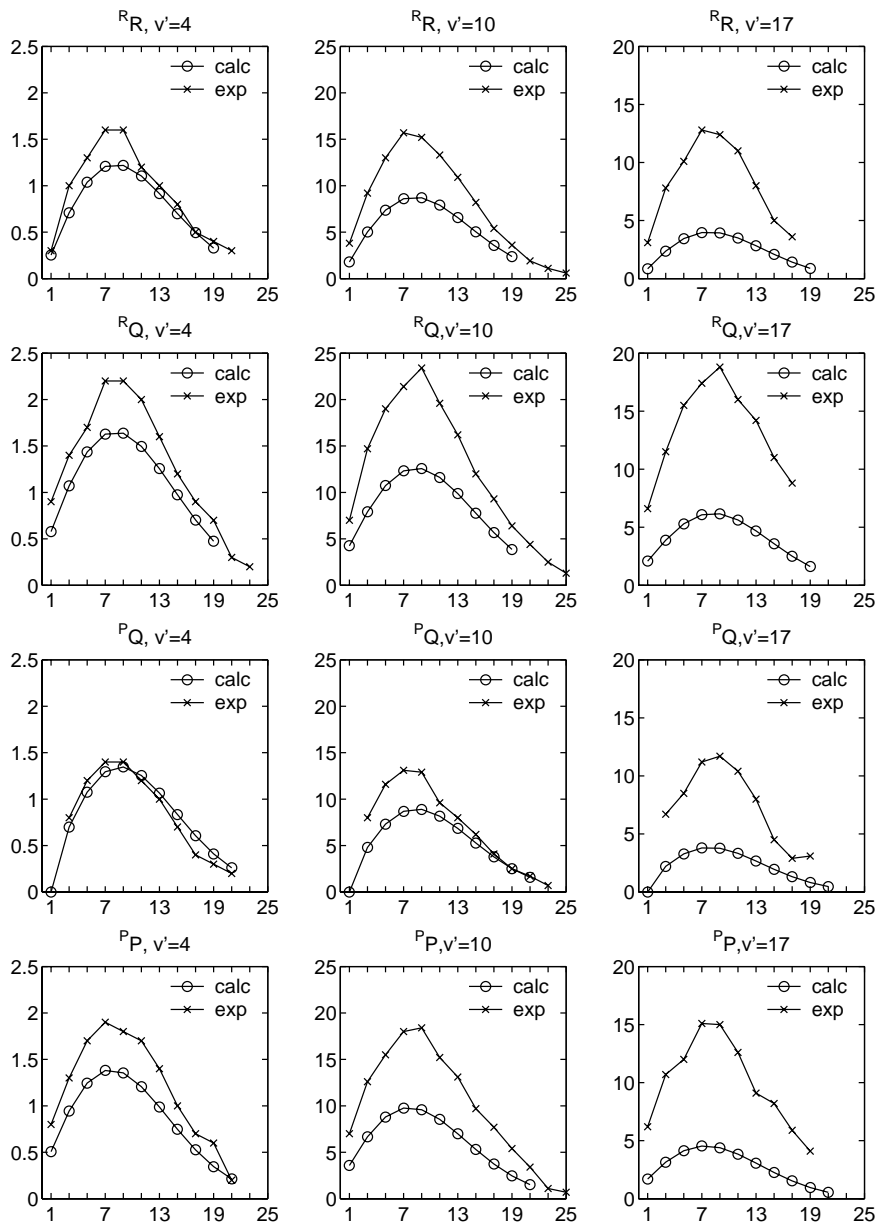 RR, v'=4
2.5
2
1.5
1
0.5
0
1 7 13 19 25
calc
exp
RR, v'=10
25
20
15
10
5
0
1 7 13 19 25
calc
exp
RR, v'=17
20
15
10
5
0
1 7 13 19 25
calc
exp
RQ, v'=4
2.5
2
1.5
1
0.5
0
1 7 13 19 25
calc
exp
RQ,v'=10
25
20
15
10
5
0
1 7 13 19 25
calc
exp
RQ,v'=17
20
15
10
5
0
1 7 13 19 25
calc
exp
PQ, v'=4
2.5
2
1.5
1
0.5
0
1 7 13 19 25
calc
exp
PQ,v'=10
25
20
15
10
5
0
1 7 13 19 25
calc
exp
PQ,v'=17
20
15
10
5
0
1 7 13 19 25
calc
exp
PP, v'=4
2.5
2
1.5
1
0.5
0
1 7 13 19 25
calc
exp
PP,v'=10
25
20
15
10
5
0
1 7 13 19 25
calc
exp
PP,v'=17
20
15
10
5
0
1 7 13 19 25
calc
exp